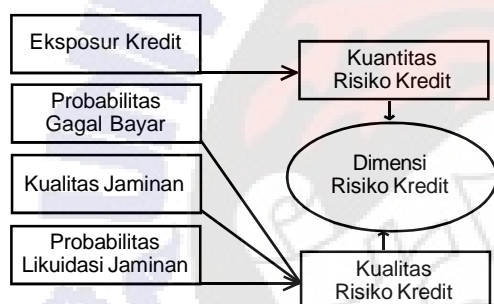 Eksposur Kredit
Probabilitas
Gagal Bayar
Kualitas Jaminan
Probabilitas
Likuidasi Jaminan
Kuantitas
Risiko Kredit
Dimensi
Risiko Kredit
Kualitas
Risiko Kredit